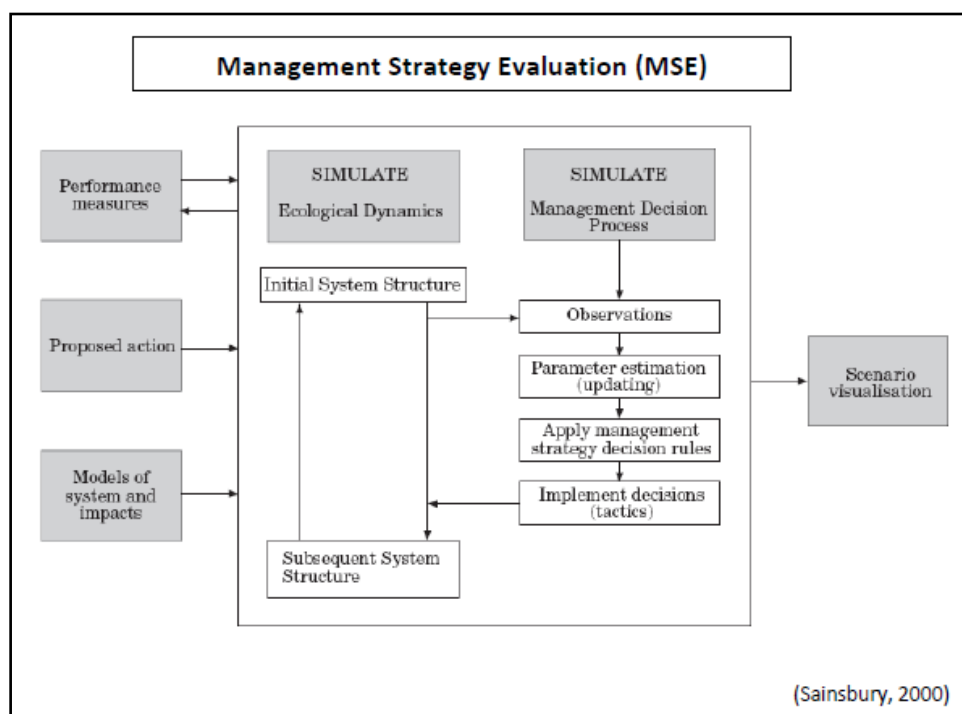 Management Strategy Evaluation (MSE)
Performance
measures
Proposed action
Models of
system and
impacts
SIMULATE
Ecological Dynamics
Initial System Structure
Subsequent System
Structure
SIMULATE
Management Decision
Process
Observations
Parameter estimation
(updating)
Apply management
strategy decision rules
Implement decisions
(tactics)
Scenario
visualisation
(Sainsbury, 2000)